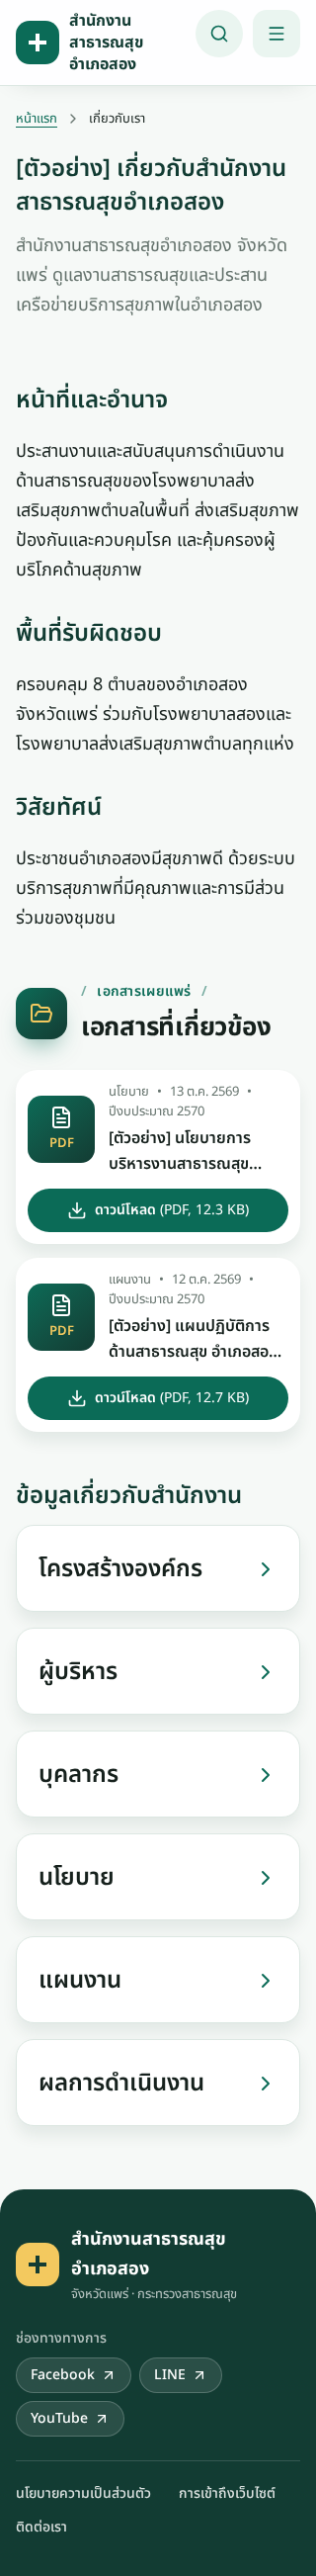 สำนักงาน
สาธารณสุข
อำเภอสอง
หน้าแรก > เกี่ยวกับเรา
[ตัวอย่าง] เกี่ยวกับสำนักงาน
สาธารณสุขอำเภอสอง
สำนักงานสาธารณสุขอำเภอสอง จังหวัด
แพร่ ดูแลงานสาธารณสุขและประสาน
เครือข่ายบริการสุขภาพในอำเภอสอง
หน้าที่และอำนาจ
ประสานงานและสนับสนุนการดำเนินงาน
ด้านสาธารณสุขของโรงพยาบาลส่ง
เสริมสุขภาพตำบลในพื้นที่ ส่งเสริมสุขภาพ
ป้องกันและควบคุมโรค และคุ้มครองผู้
บริโภคด้านสุขภาพ
พื้นที่รับผิดชอบ
ครอบคลุม 8 ตำบลของอำเภอสอง
จังหวัดแพร่ ร่วมกับโรงพยาบาลสองและ
โรงพยาบาลส่งเสริมสุขภาพตำบลทุกแห่ง
วิสัยทัศน์
ประชาชนอำเภอสองมีสุขภาพดี ด้วยระบบ
บริการสุขภาพที่มีคุณภาพและการมีส่วน
ร่วมของชุมชน
/ เอกสารเผยแพร่ /
เอกสารที่เกี่ยวข้อง
PDF
นโยบาย • 13 ต.ค. 2569 •
ปีงบประมาณ 2570
[ตัวอย่าง] นโยบายการ
บริหารงานสาธารณสุข...
ดาวน์โหลด (PDF, 12.3 KB)
PDF
แผนงาน • 12 ต.ค. 2569 •
ปีงบประมาณ 2570
[ตัวอย่าง] แผนปฏิบัติการ
ด้านสาธารณสุข อำเภอสอ...
ดาวน์โหลด (PDF, 12.7 KB)
ข้อมูลเกี่ยวกับสำนักงาน
โครงสร้างองค์กร
ผู้บริหาร
บุคลากร
นโยบาย
แผนงาน
ผลการดำเนินงาน
สำนักงานสาธารณสุข
อำเภอสอง
จังหวัดแพร่ · กระทรวงสาธารณสุข
ช่องทางทางการ
Facebook LINE
YouTube
นโยบายความเป็นส่วนตัว การเข้าถึงเว็บไซต์
ติดต่อเรา